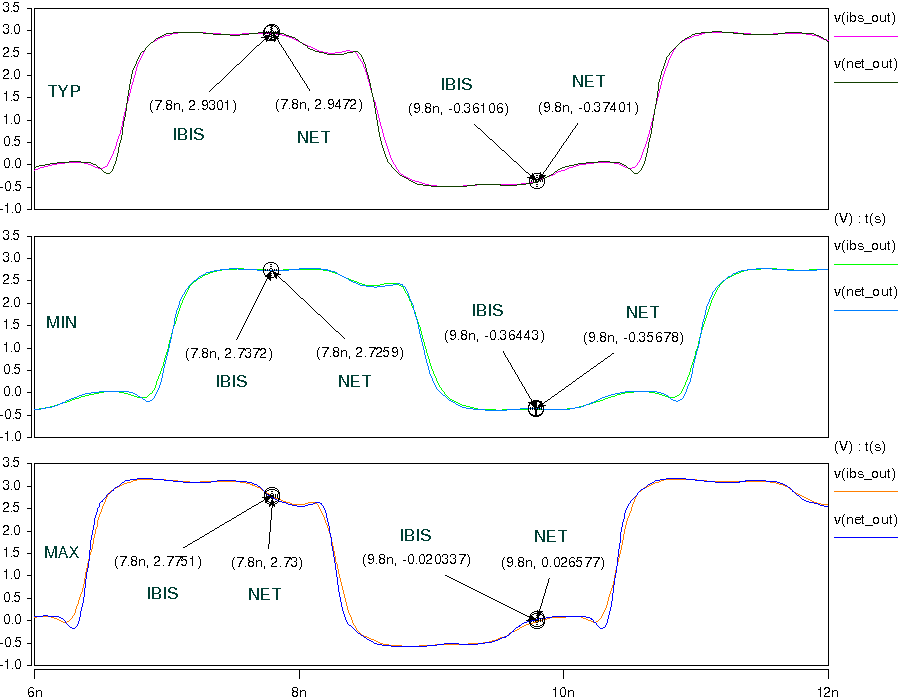 3.5
v(ibs_out)
3.0
2.5
v(net_out)
2.0
TYP
IBIS
NET
1.5
(7.8n, 2.9301)
(7.8n, 2.9472)
(9.8n, -0.36106)
(9.8n, -0.37401)
1.0
IBIS
NET
0.5
0.0
-0.5
-1.0
(V) : t(s)
3.5
v(ibs_out)
3.0
2.5
v(net_out)
2.0
IBIS
NET
MIN
1.5
(9.8n, -0.36443)
(9.8n, -0.35678)
1.0
(7.8n, 2.7372)
(7.8n, 2.7259)
0.5
IBIS
NET
0.0
-0.5
-1.0
(V) : t(s)
3.5
v(ibs_out)
3.0
2.5
v(net_out)
2.0
IBIS
NET
MAX
1.5
(7.8n, 2.7751)
(7.8n, 2.73)
(9.8n, -0.020337)
(9.8n, 0.026577)
1.0
IBIS
NET
0.5
0.0
-0.5
-1.0
6n
8n
10n
12n